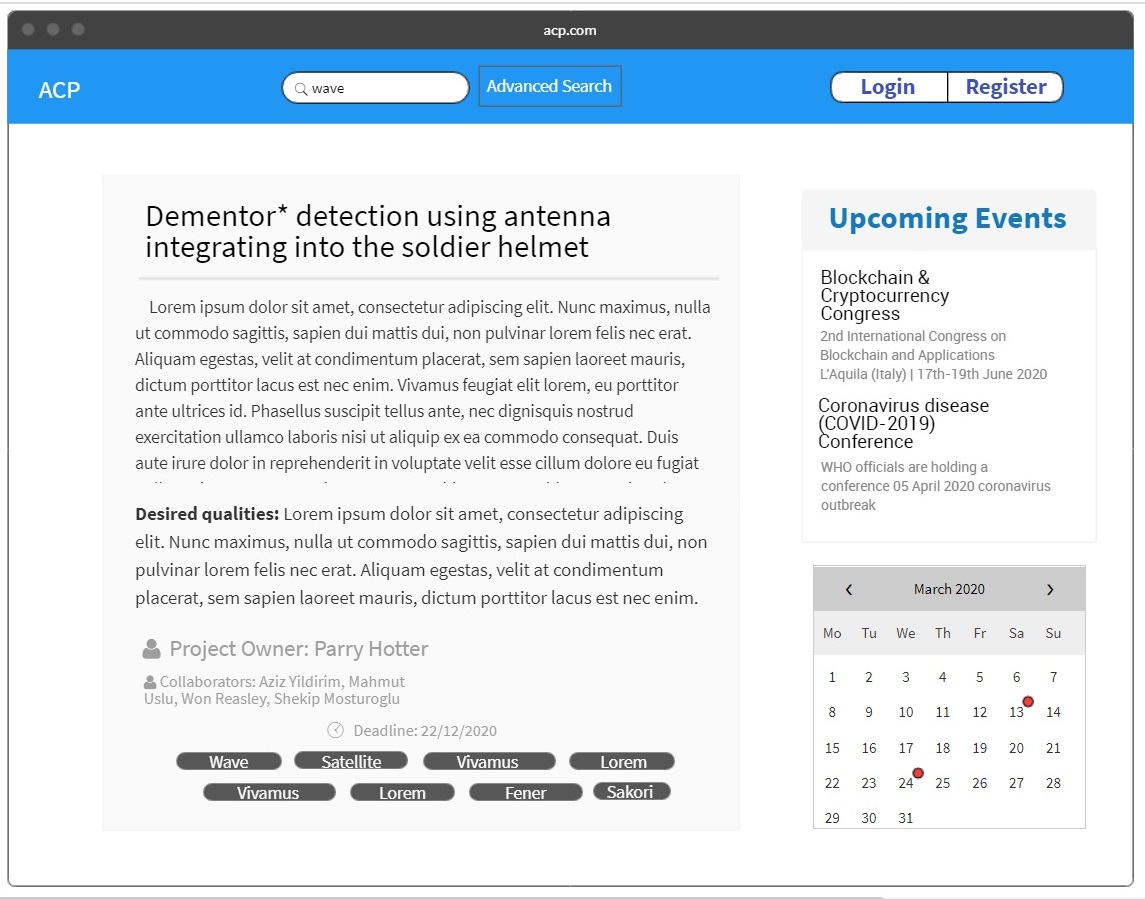 acp.com
ACP
wave
Advanced Search
Login
Register
Dementor* detection using antenna
integrating into the soldier helmet
Lorem ipsum dolor sit amet, consectetur adipiscing elit. Nunc maximus, nulla
ut commodo sagittis, sapien dui mattis dui, non pulvinar lorem felis nec erat.
Aliquam egestas, velit at condimentum placerat, sem sapien laoreet mauris,
dictum porttitor lacus est nec enim. Vivamus feugiat elit lorem, eu porttitor
ante ultrices id. Phasellus suscipit tellus ante, nec dignisquis nostrud
exercitation ullamco laboris nisi ut aliquip ex ea commodo consequat. Duis
aute irure dolor in reprehenderit in voluptate velit esse cillum dolore eu fugiat
Desired qualities: Lorem ipsum dolor sit amet, consectetur adipiscing
elit. Nunc maximus, nulla ut commodo sagittis, sapien dui mattis dui, non
pulvinar lorem felis nec erat. Aliquam egestas, velit at condimentum
placerat, sem sapien laoreet mauris, dictum porttitor lacus est nec enim.
Project Owner: Parry Hotter
Collaborators: Aziz Yildirim, Mahmut
Uslu, Won Reasley, Shekip Mosturoglu
Deadline: 22/12/2020
Wave Satellite Vivamus Lorem
Vivamus Lorem Fener Sakori
Upcoming Events
Blockchain &
Cryptocurrency
Congress
2nd International Congress on
Blockchain and Applications
L'Aquila (Italy) | 17th-19th June 2020
Coronavirus disease
(COVID-2019)
Conference
WHO officials are holding a
conference 05 April 2020 coronavirus
outbreak
March 2020
Mo Tu We Th Fr Sa Su
1 2 3 4 5 6 7
8 9 10 11 12 13 14
15 16 17 18 19 20 21
22 23 24 25 26 27 28
29 30 31